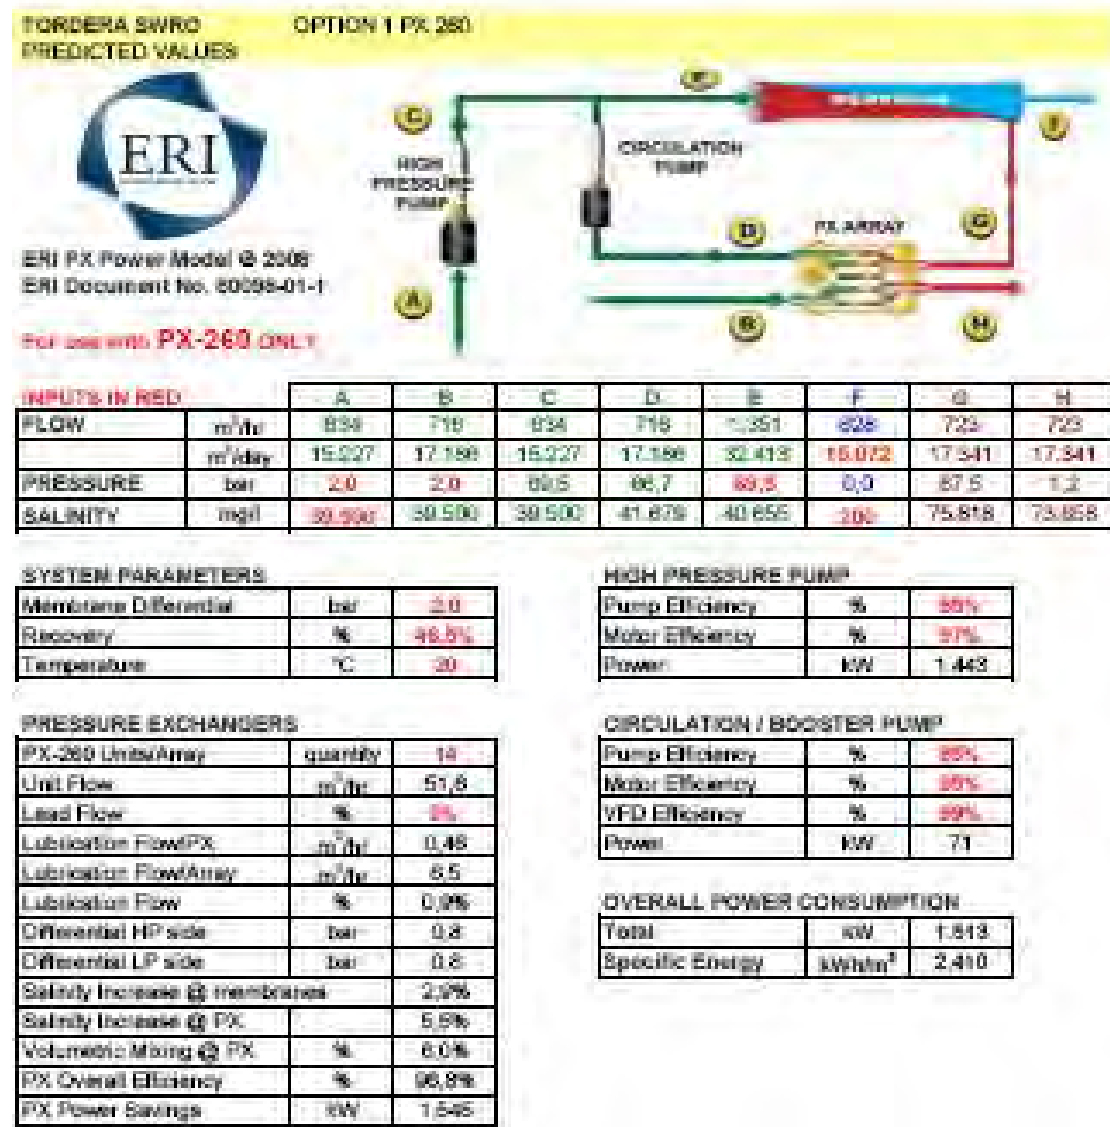 TORDERA SWRO OPTION 1 PX 260
PREDICTED VALUES
ERI
HIGH PRESSURE PUMP
CIRCULATION PUMP
PX ARRAY
A
B
C
D
E
F
G
H
ERI PX Power Model © 2008
ERI Document No. 80098-01-1
For use with PX-260 ONLY
INPUTS IN RED A B C D E F G H
FLOW m³/hr 634 716 634 716 1.351 628 723 723
m³/day 15.227 17.186 15.227 17.186 32.413 15.072 17.341 17.341
PRESSURE bar 2,0 2,0 69,5 66,7 69,5 0,0 67,5 1,2
SALINITY mg/l 39.500 39.500 39.500 41.679 40.655 200 75.818 73.658
SYSTEM PARAMETERS
Membrane Differential bar 2,0
Recovery % 46,5%
Temperature °C 20
HIGH PRESSURE PUMP
Pump Efficiency %
Motor Efficiency % 97%
Power kW 1.443
PRESSURE EXCHANGERS
PX-260 Units/Array quantity 14
Unit Flow m³/hr 51,6
Lead Flow %
Lubrication Flow/PX m³/hr 0,46
Lubrication Flow/Array m³/hr 6,5
Lubrication Flow % 0,9%
Differential HP side bar 0,8
Differential LP side bar 0,8
Salinity Increase @ membranes 2,9%
Salinity Increase @ PX 5,5%
Volumetric Mixing @ PX % 6,0%
PX Overall Efficiency % 96,8%
PX Power Savings kW 1.545
CIRCULATION / BOOSTER PUMP
Pump Efficiency % 85%
Motor Efficiency % 95%
VFD Efficiency % 99%
Power kW 71
OVERALL POWER CONSUMPTION
Total kW 1.513
Specific Energy kWh/m³ 2,410